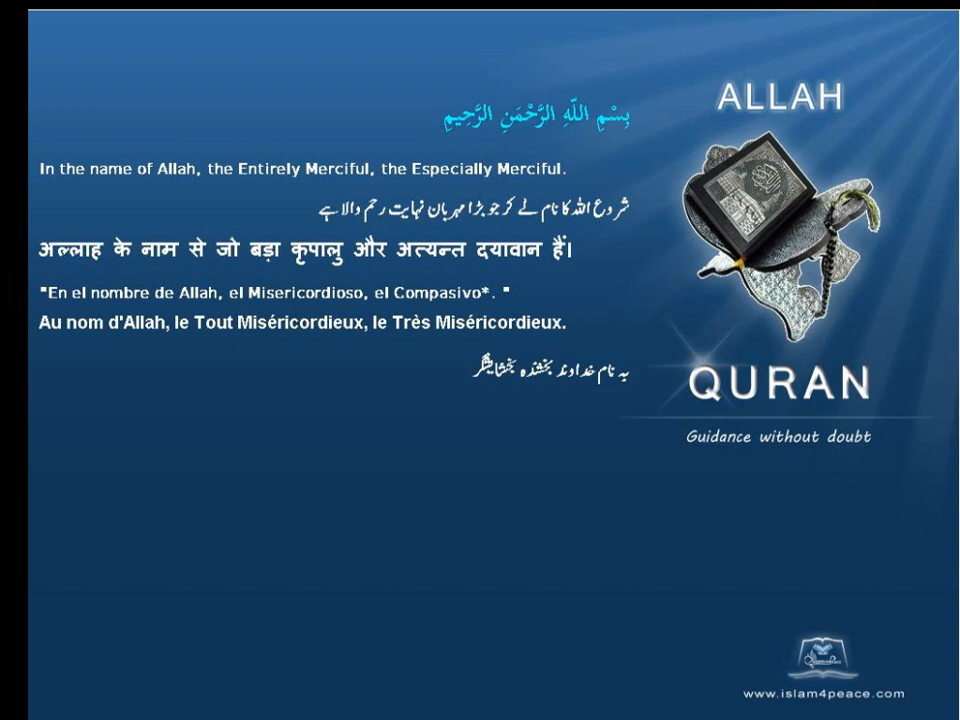 بِسْمِ اللّهِ الرَّحْمَنِ الرَّحِيمِ
In the name of Allah, the Entirely Merciful, the Especially Merciful.
شروع اللہ کا نام لے کر جو بڑا مہربان نہایت رحم والا ہے
अल्लाह के नाम से जो बड़ा कृपालु और अत्यन्त दयावान हैं।
"En el nombre de Allah, el Misericordioso, el Compasivo*. "
Au nom d'Allah, le Tout Miséricordieux, le Très Miséricordieux.
به نام خداوند بخشنده بخشایشگر
ALLAH
QURAN
Guidance without doubt
www.islam4peace.com